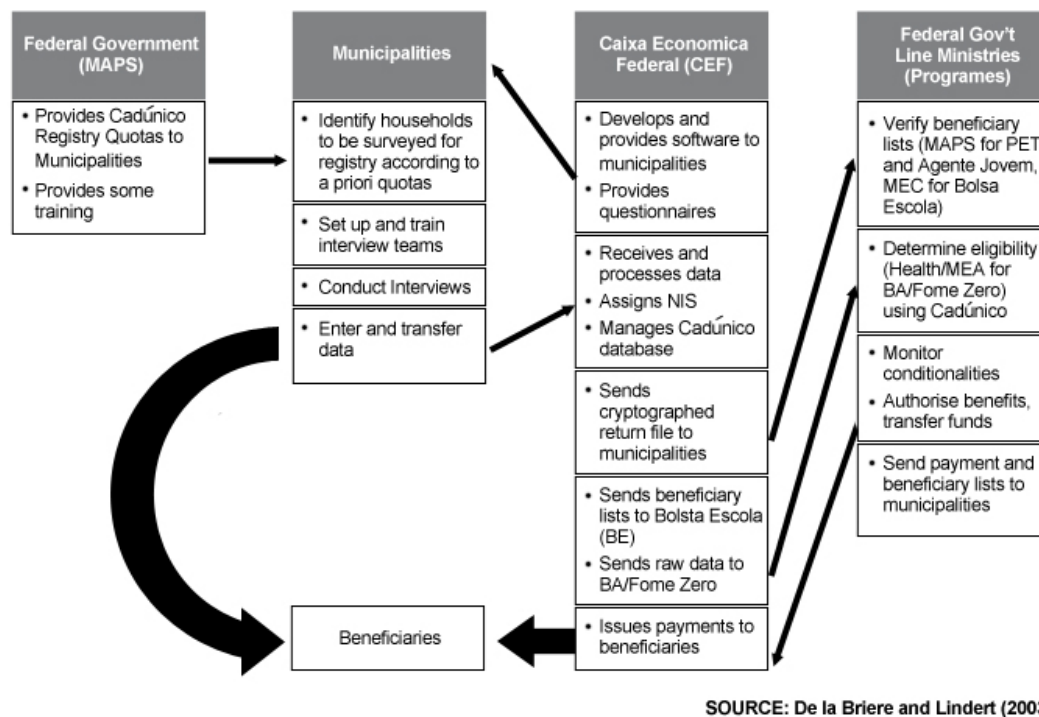 Federal Government
(MAPS)
• Provides Cadúnico
Registry Quotas to
Municipalities
• Provides some
training
Municipalities
• Identify households
to be surveyed for
registry according to
a priori quotas
• Set up and train
interview teams
• Conduct Interviews
• Enter and transfer
data
Beneficiaries
Caixa Economica
Federal (CEF)
• Develops and
provides software to
municipalities
• Provides
questionnaires
• Receives and
processes data
• Assigns NIS
• Manages Cadúnico
database
• Sends
cryptographed
return file to
municipalities
• Sends beneficiary
lists to Bolsta Escola
(BE)
• Sends raw data to
BA/Fome Zero
• Issues payments to
beneficiaries
Federal Gov't
Line Ministries
(Programes)
• Verify beneficiary
lists (MAPS for PET
and Agente Jovem,
MEC for Bolsa
Escola)
• Determine eligibility
(Health/MEA for
BA/Fome Zero)
using Cadúnico
• Monitor
conditionalities
• Authorise benefits,
transfer funds
• Send payment and
beneficiary lists to
municipalities
SOURCE: De la Briere and Lindert (2003